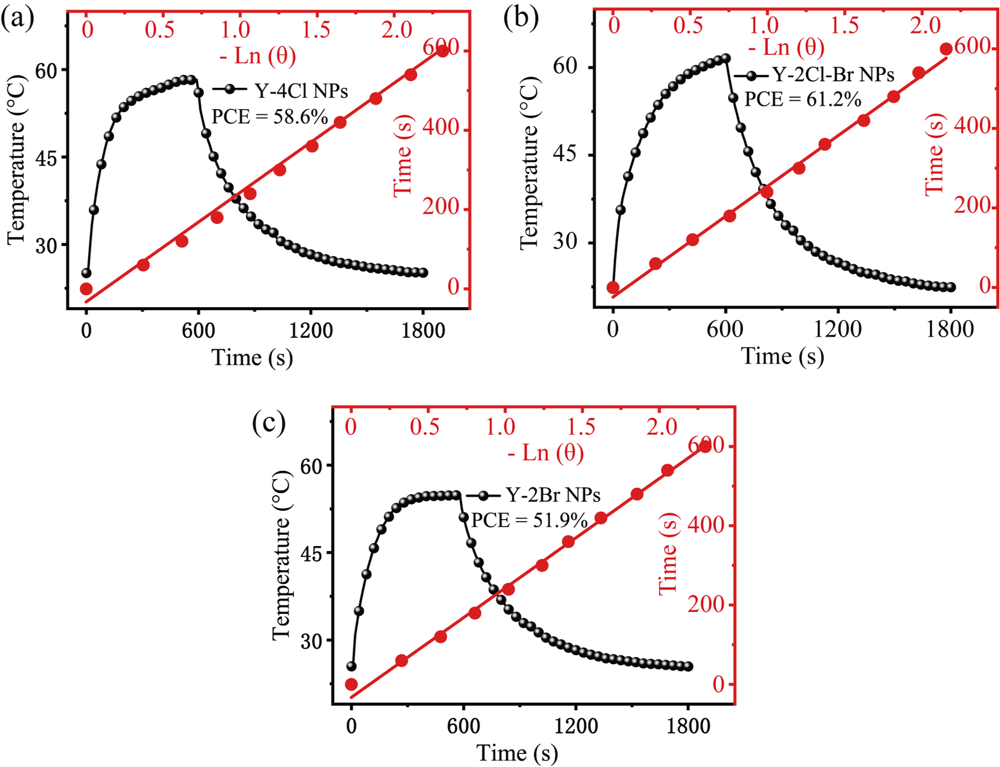 (a)
0 0.5 1.0 1.5 2.0
- Ln (θ)
600
60
Y-4Cl NPs
PCE = 58.6%
Temperature (°C)
Time (s)
400
45
200
30
0
0 600 1200 1800
Time (s)
(b)
0 0.5 1.0 1.5 2.0
- Ln (θ)
600
60
Y-2Cl-Br NPs
PCE = 61.2%
Temperature (°C)
Time (s)
400
45
200
30
0
0 600 1200 1800
Time (s)
(c)
0 0.5 1.0 1.5 2.0
- Ln (θ)
600
60
Y-2Br NPs
PCE = 51.9%
Temperature (°C)
Time (s)
400
45
200
30
0
0 600 1200 1800
Time (s)